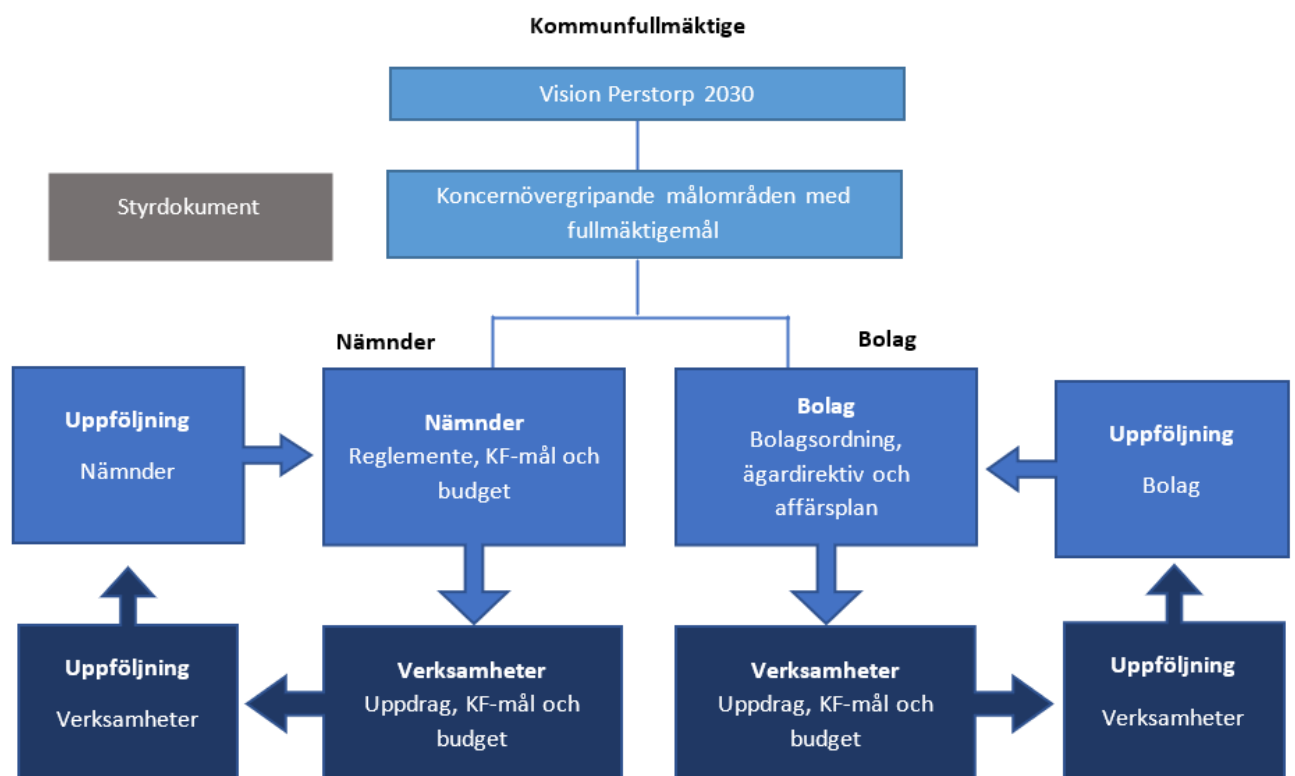 Kommunfullmäktige
Vision Perstorp 2030
Styrdokument
Koncernövergripande målområden med
fullmäktigemål
Nämnder
Bolag
Uppföljning
Nämnder
Nämnder
Reglemente, KF-mål och
budget
Bolag
Bolagsordning,
ägardirektiv och
affärsplan
Uppföljning
Bolag
Uppföljning
Verksamheter
Verksamheter
Uppdrag, KF-mål och
budget
Verksamheter
Uppdrag, KF-mål och
budget
Uppföljning
Verksamheter